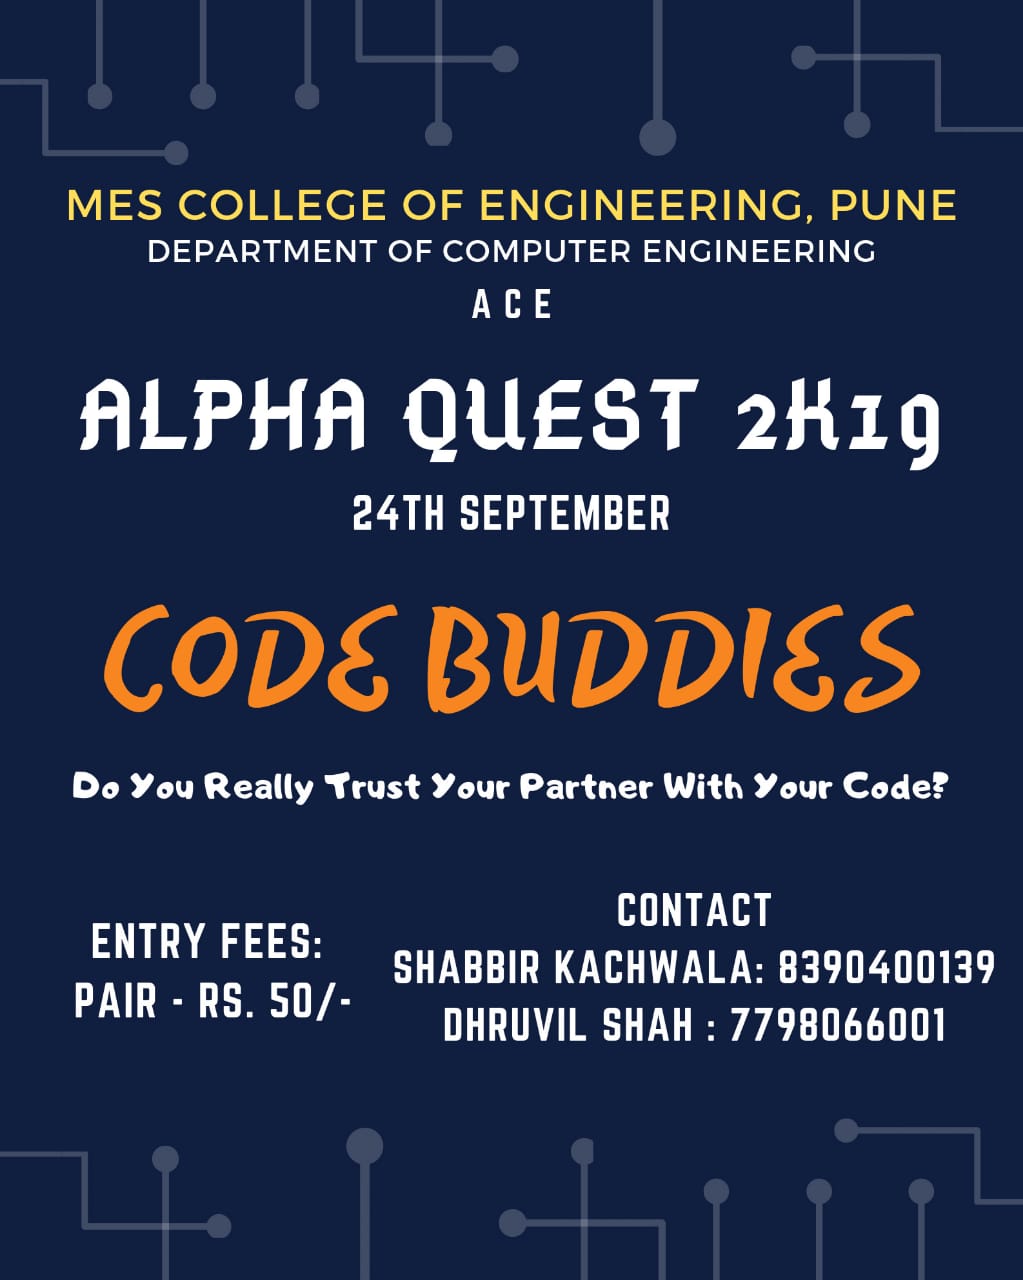 MES COLLEGE OF ENGINEERING, PUNE
DEPARTMENT OF COMPUTER ENGINEERING
ACE
ALPHA QUEST 2K19
24TH SEPTEMBER
CODE BUDDIES
Do You Really Trust Your Partner With Your Code?
ENTRY FEES:
PAIR - RS. 50/-
CONTACT
SHABBIR KACHWALA: 8390400139
DHRUVIL SHAH : 7798066001